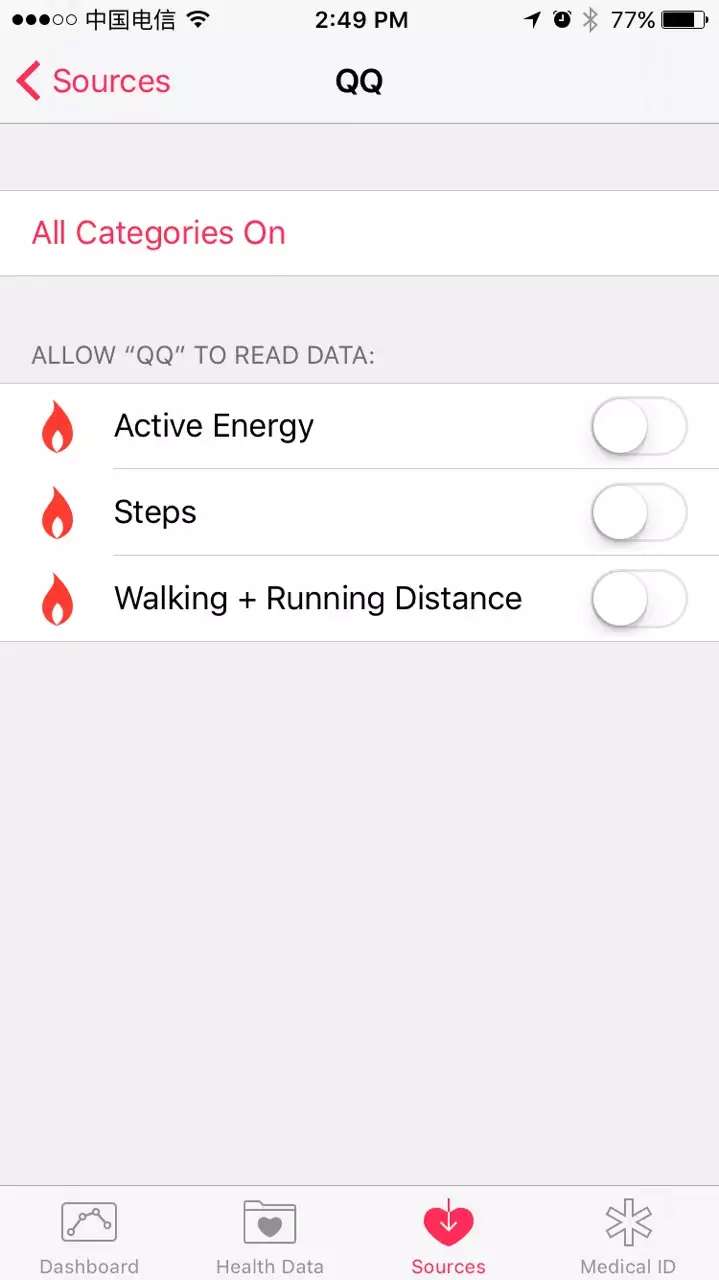 中国电信 2:49 PM 77%
Sources QQ
All Categories On
ALLOW “QQ” TO READ DATA:
Active Energy
Steps
Walking + Running Distance
Dashboard Health Data Sources Medical ID